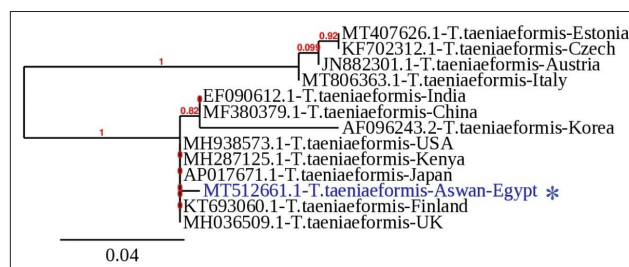 0.92
MT407626.1-T.taeniaeformis-Estonia
0.099
KF702312.1-T.taeniaeformis-Czech
1
JN882301.1-T.taeniaeformis-Austria
MT806363.1-T.taeniaeformis-Italy
EF090612.1-T.taeniaeformis-India
0.82
MF380379.1-T.taeniaeformis-China
AF096243.2-T.taeniaeformis-Korea
1
MH938573.1-T.taeniaeformis-USA
MH287125.1-T.taeniaeformis-Kenya
AP017671.1-T.taeniaeformis-Japan
MT512661.1-T.taeniaeformis-Aswan-Egypt *
KT693060.1-T.taeniaeformis-Finland
MH036509.1-T.taeniaeformis-UK
0.04